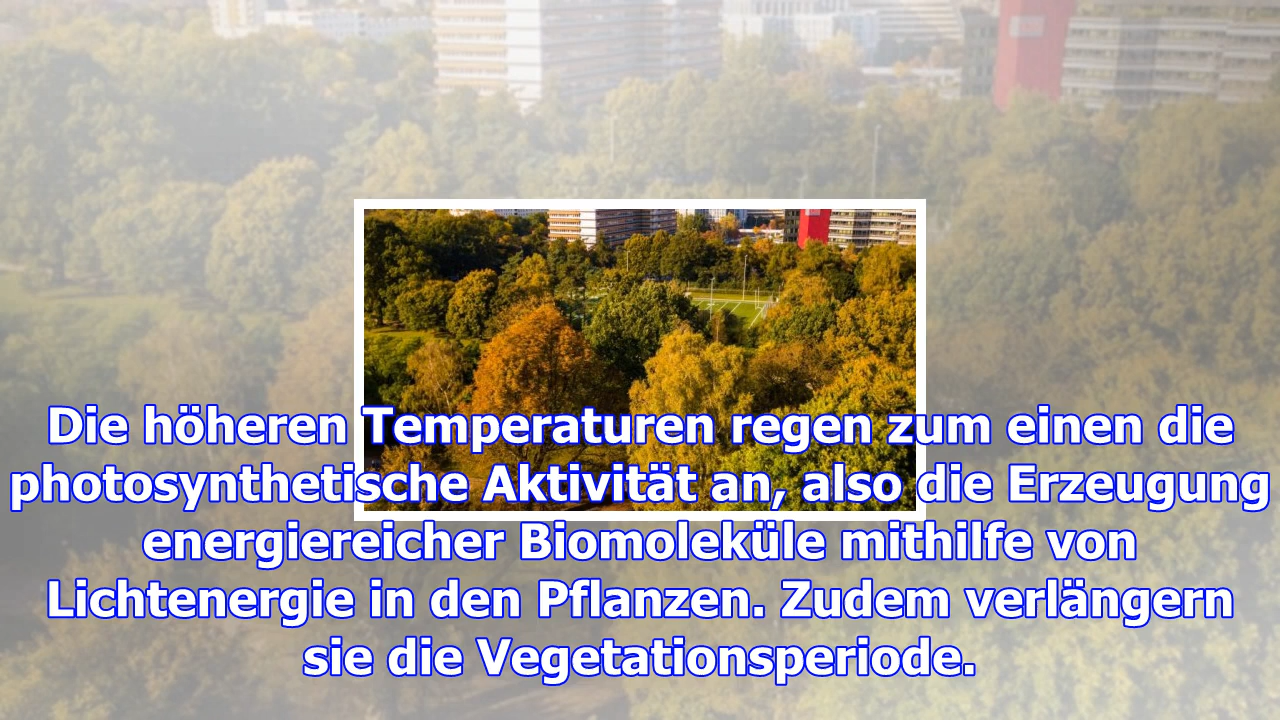 Die höheren Temperaturen regen zum einen die
photosynthetische Aktivität an, also die Erzeugung
energiereicher Biomoleküle mithilfe von
Lichtenergie in den Pflanzen. Zudem verlängern
sie die Vegetationsperiode.